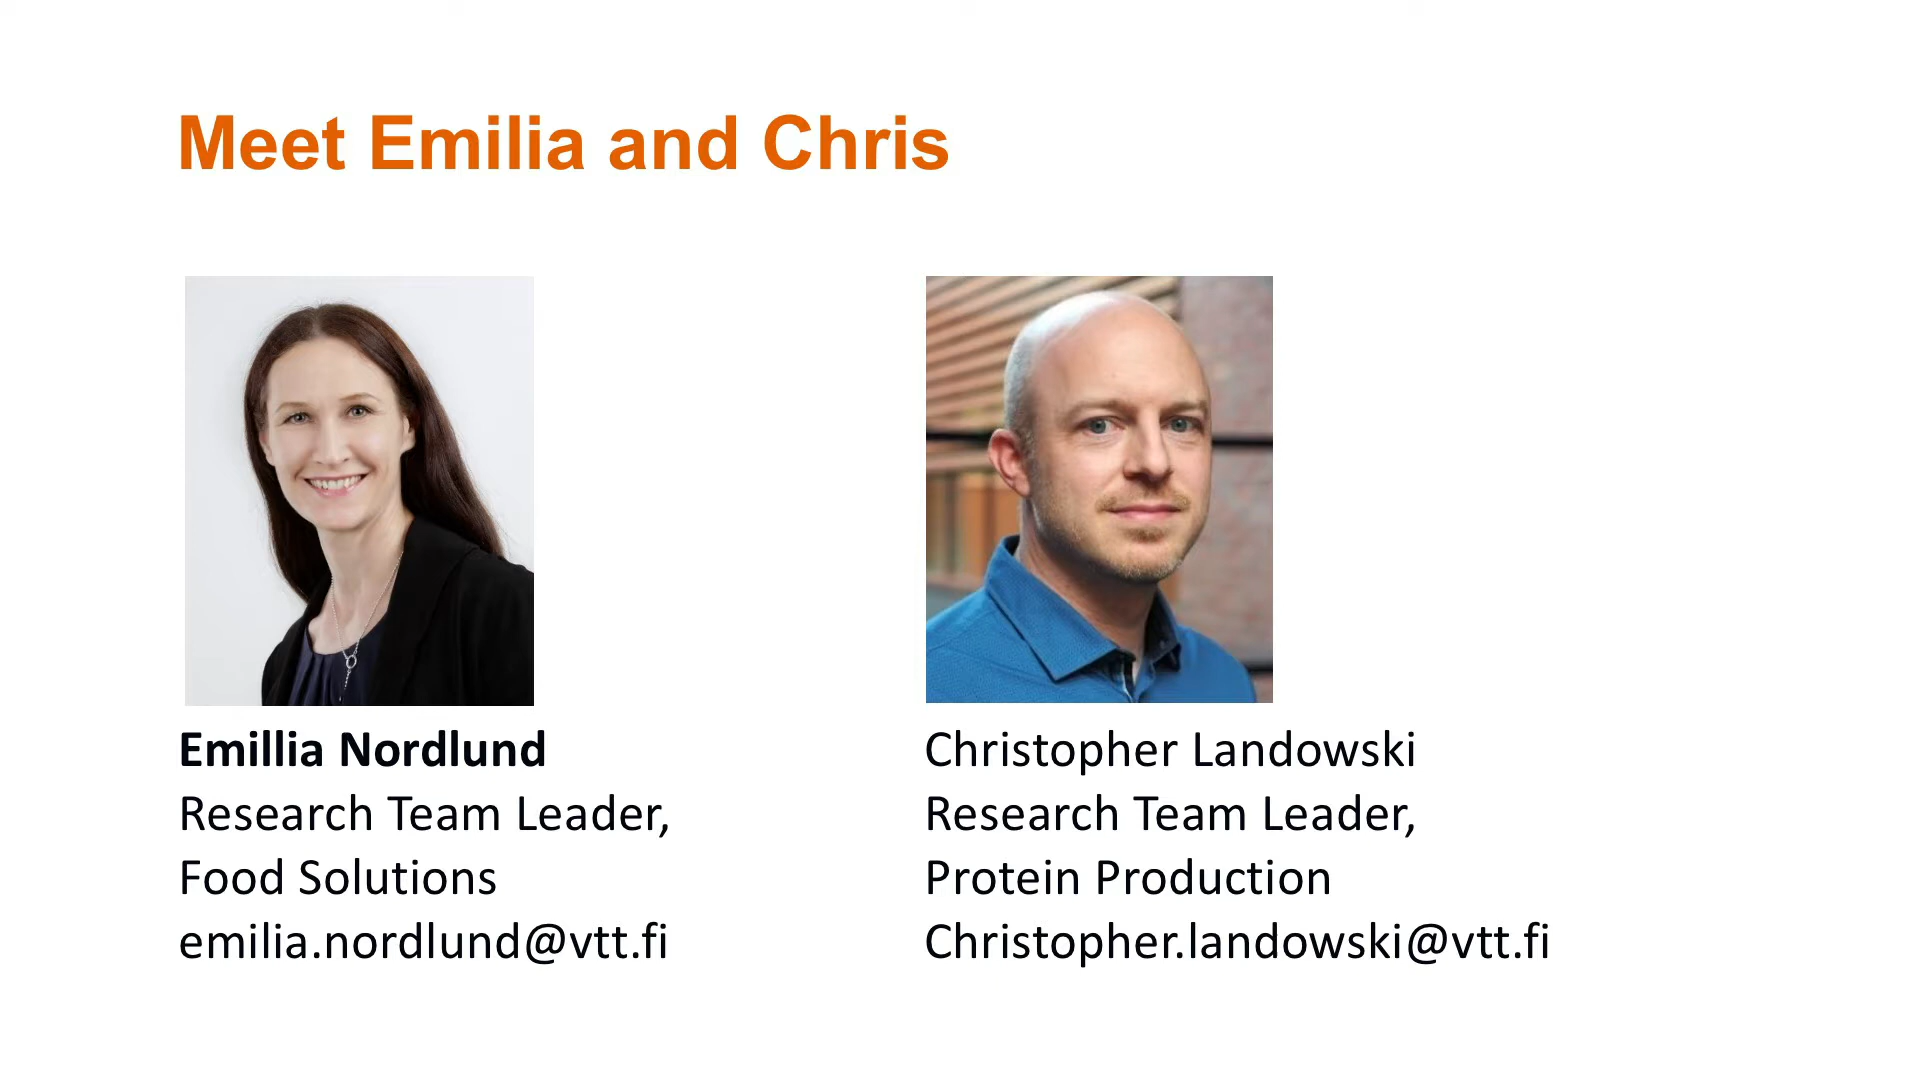 Meet Emilia and Chris
Emillia Nordlund
Research Team Leader,
Food Solutions
emilia.nordlund@vtt.fi
Christopher Landowski
Research Team Leader,
Protein Production
Christopher.landowski@vtt.fi